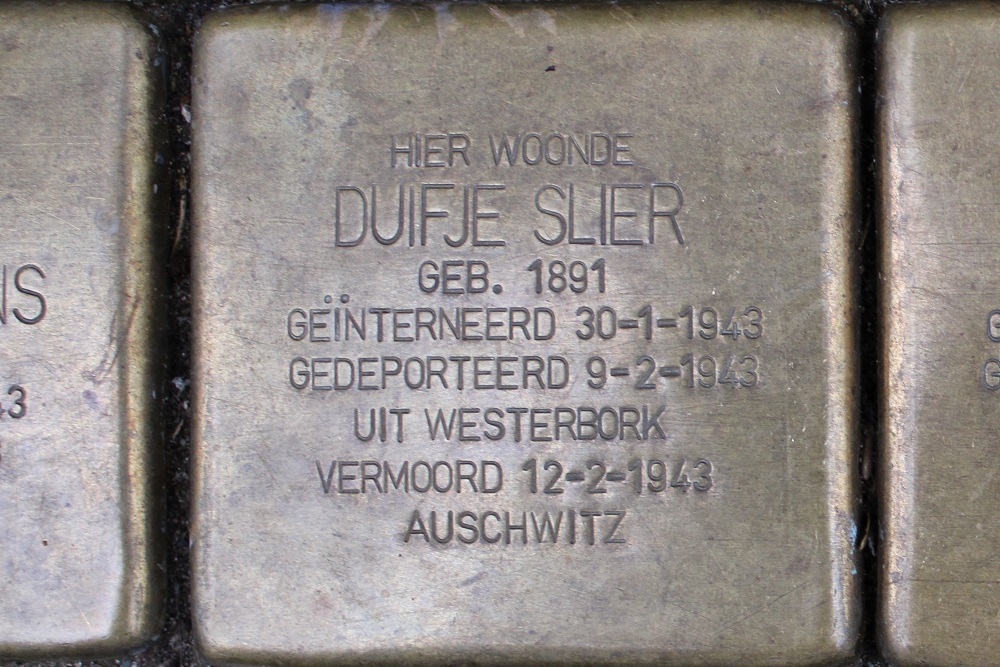 HIER WOONDE
DUIFJE SLIER
GEB. 1891
GEÏNTERNEERD 30-1-1943
GEDEPORTEERD 9-2-1943
UIT WESTERBORK
VERMOORD 12-2-1943
AUSCHWITZ